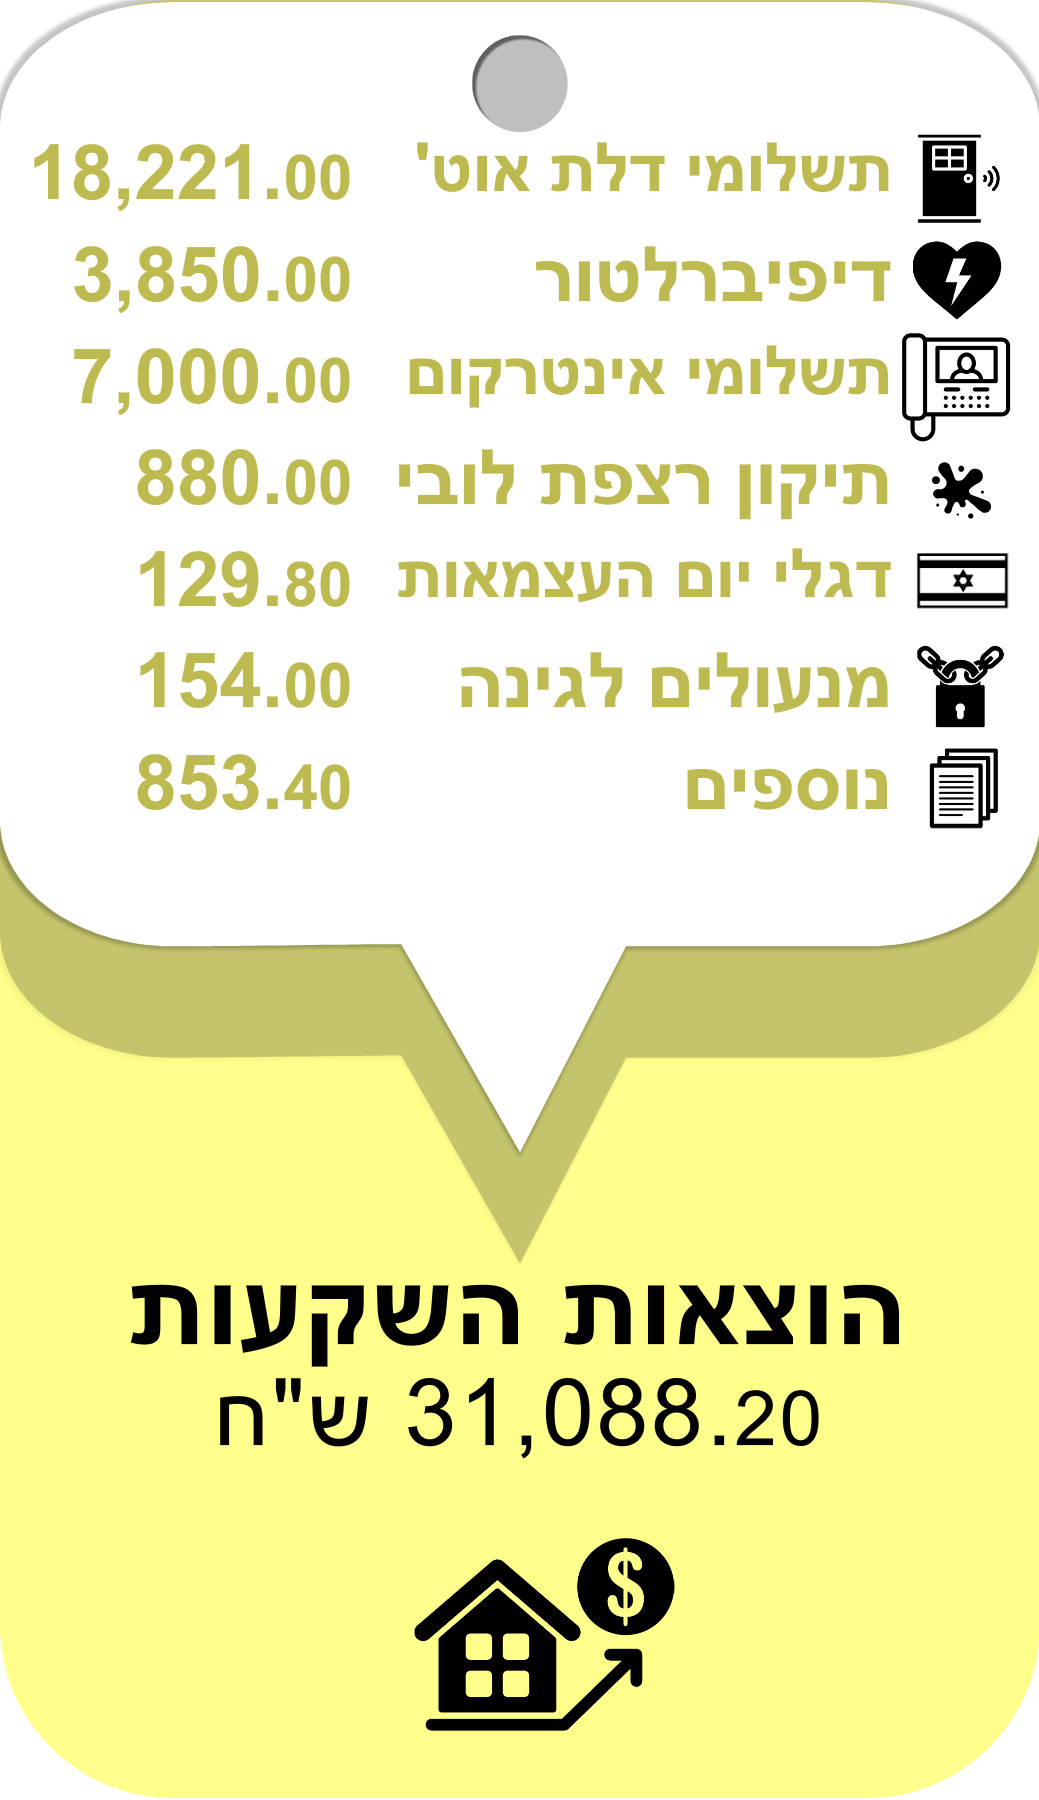 תשלומי דלת אוט' 18,221.00
דיפיברלטור 3,850.00
תשלומי אינטרקום 7,000.00
תיקון רצפת לובי 880.00
דגלי יום העצמאות 129.80
מנעולים לגינה 154.00
נוספים 853.40
הוצאות השקעות
31,088.20 ש"ח
$